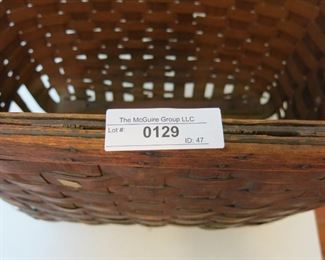 The McGuire Group LLC
Lot #: 0129
ID: 47...